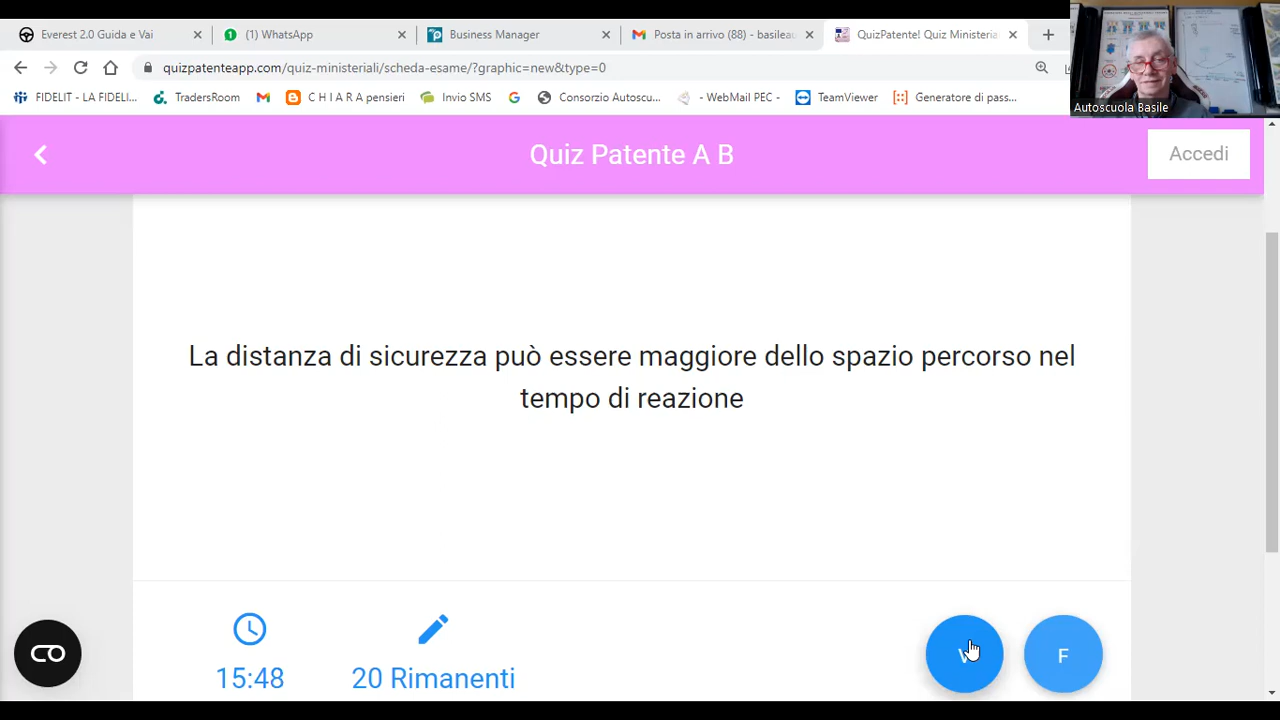 Everest 2.0 Guida e Vai
(1) WhatsApp
Business Manager
Posta in arrivo (88) - basileau
QuizPatente! Quiz Ministeria
quizpatenteapp.com/quiz-ministeriali/scheda-esame/?graphic=new&type=0
FIDELIT - LA FIDELI...
TradersRoom
C H I A R A pensieri
Invio SMS
Consorzio Autoscu...
- WebMail PEC -
TeamViewer
Generatore di pass...
Autoscuola Basile
Quiz Patente A B
Accedi
La distanza di sicurezza può essere maggiore dello spazio percorso nel
tempo di reazione
15:48
20 Rimanenti
V
F